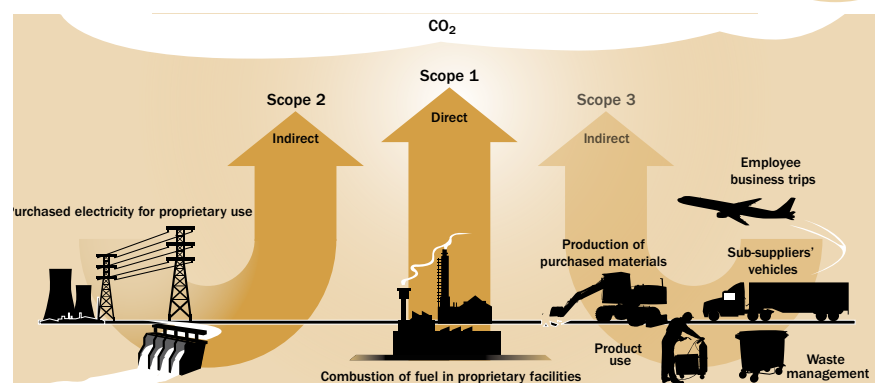 CO₂
Scope 1
Direct
Scope 2
Indirect
Scope 3
Indirect
Employee
business trips
electricity for proprietary use
Production of
purchased materials
Sub-suppliers'
vehicles
Product
use
Waste
management
Combustion of fuel in proprietary facilities